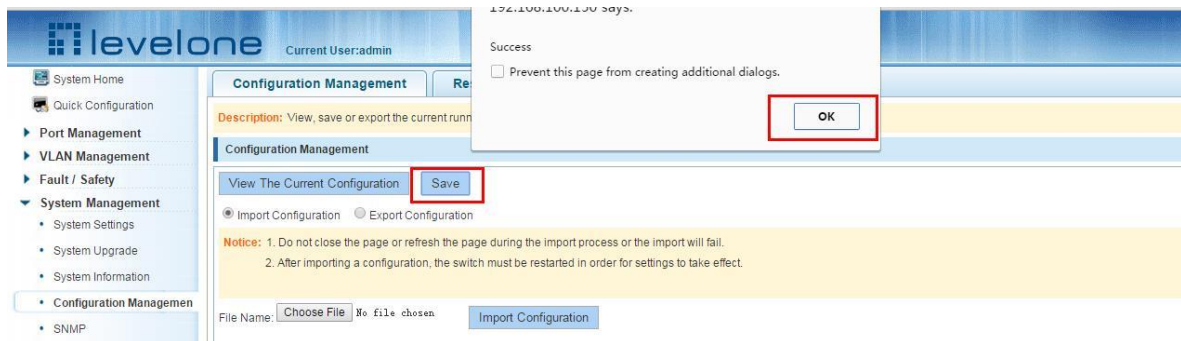 192.168.100.150 says:
levelone
Current User:admin
Success
Prevent this page from creating additional dialogs.
OK
System Home
Quick Configuration
Port Management
VLAN Management
Fault / Safety
System Management
System Settings
System Upgrade
System Information
Configuration Managemen
SNMP
Configuration Management Re
Description: View, save or export the current runn
Configuration Management
View The Current Configuration Save
Import Configuration Export Configuration
Notice: 1. Do not close the page or refresh the page during the import process or the import will fail.
2. After importing a configuration, the switch must be restarted in order for settings to take effect.
File Name: Choose File No file chosen Import Configuration